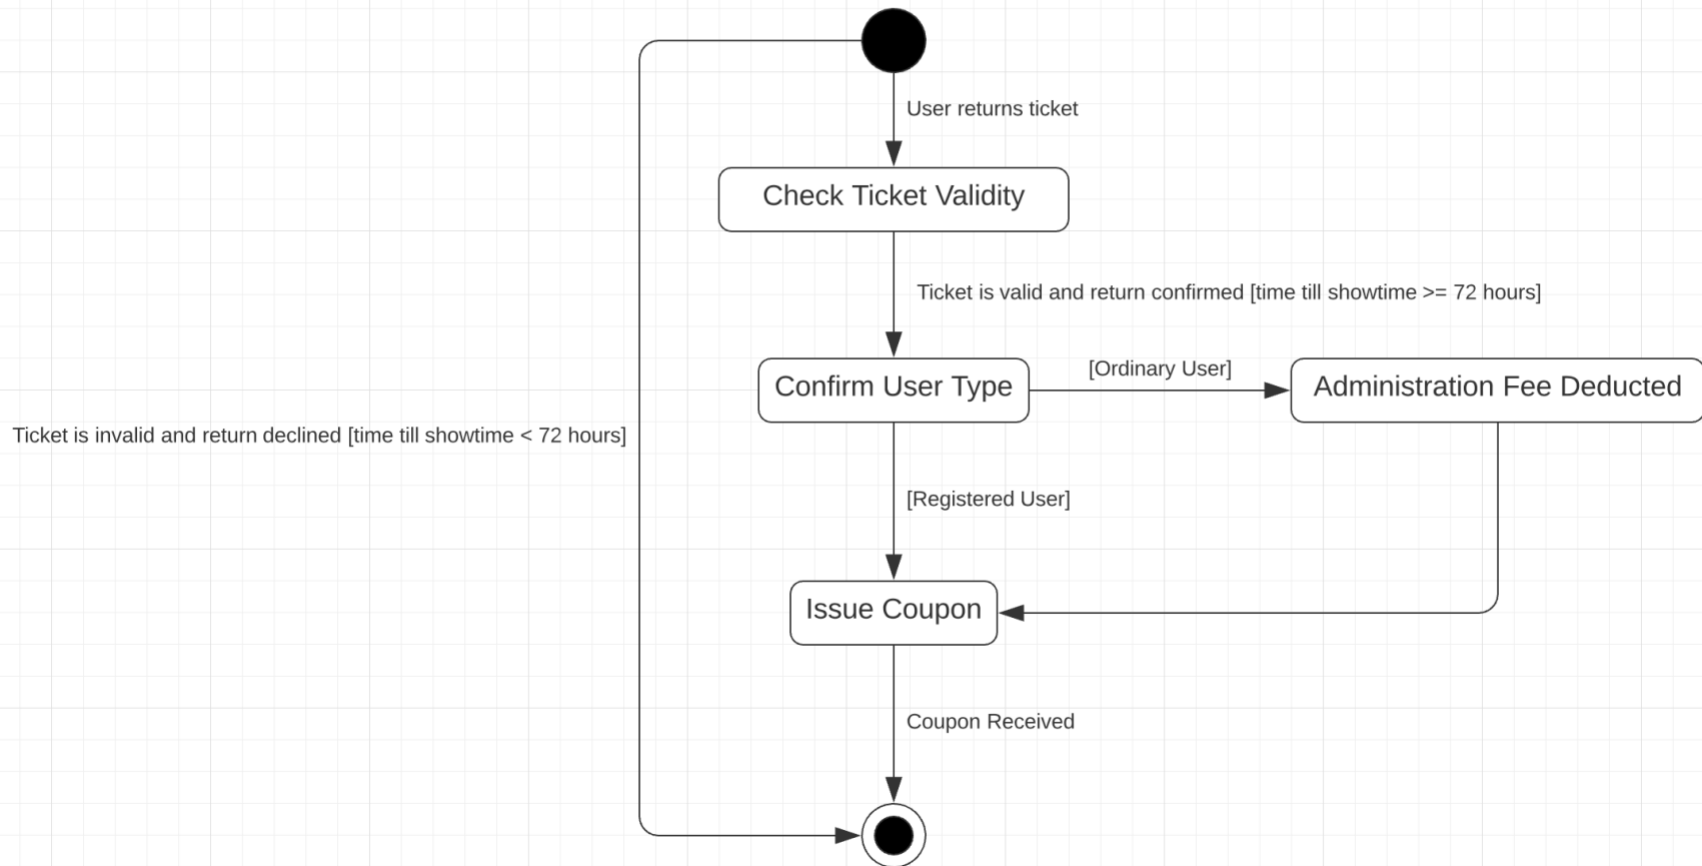 User returns ticket
Check Ticket Validity
Ticket is valid and return confirmed [time till showtime >= 72 hours]
[Ordinary User]
Confirm User Type
Administration Fee Deducted
Ticket is invalid and return declined [time till showtime < 72 hours]
[Registered User]
Issue Coupon
Coupon Received